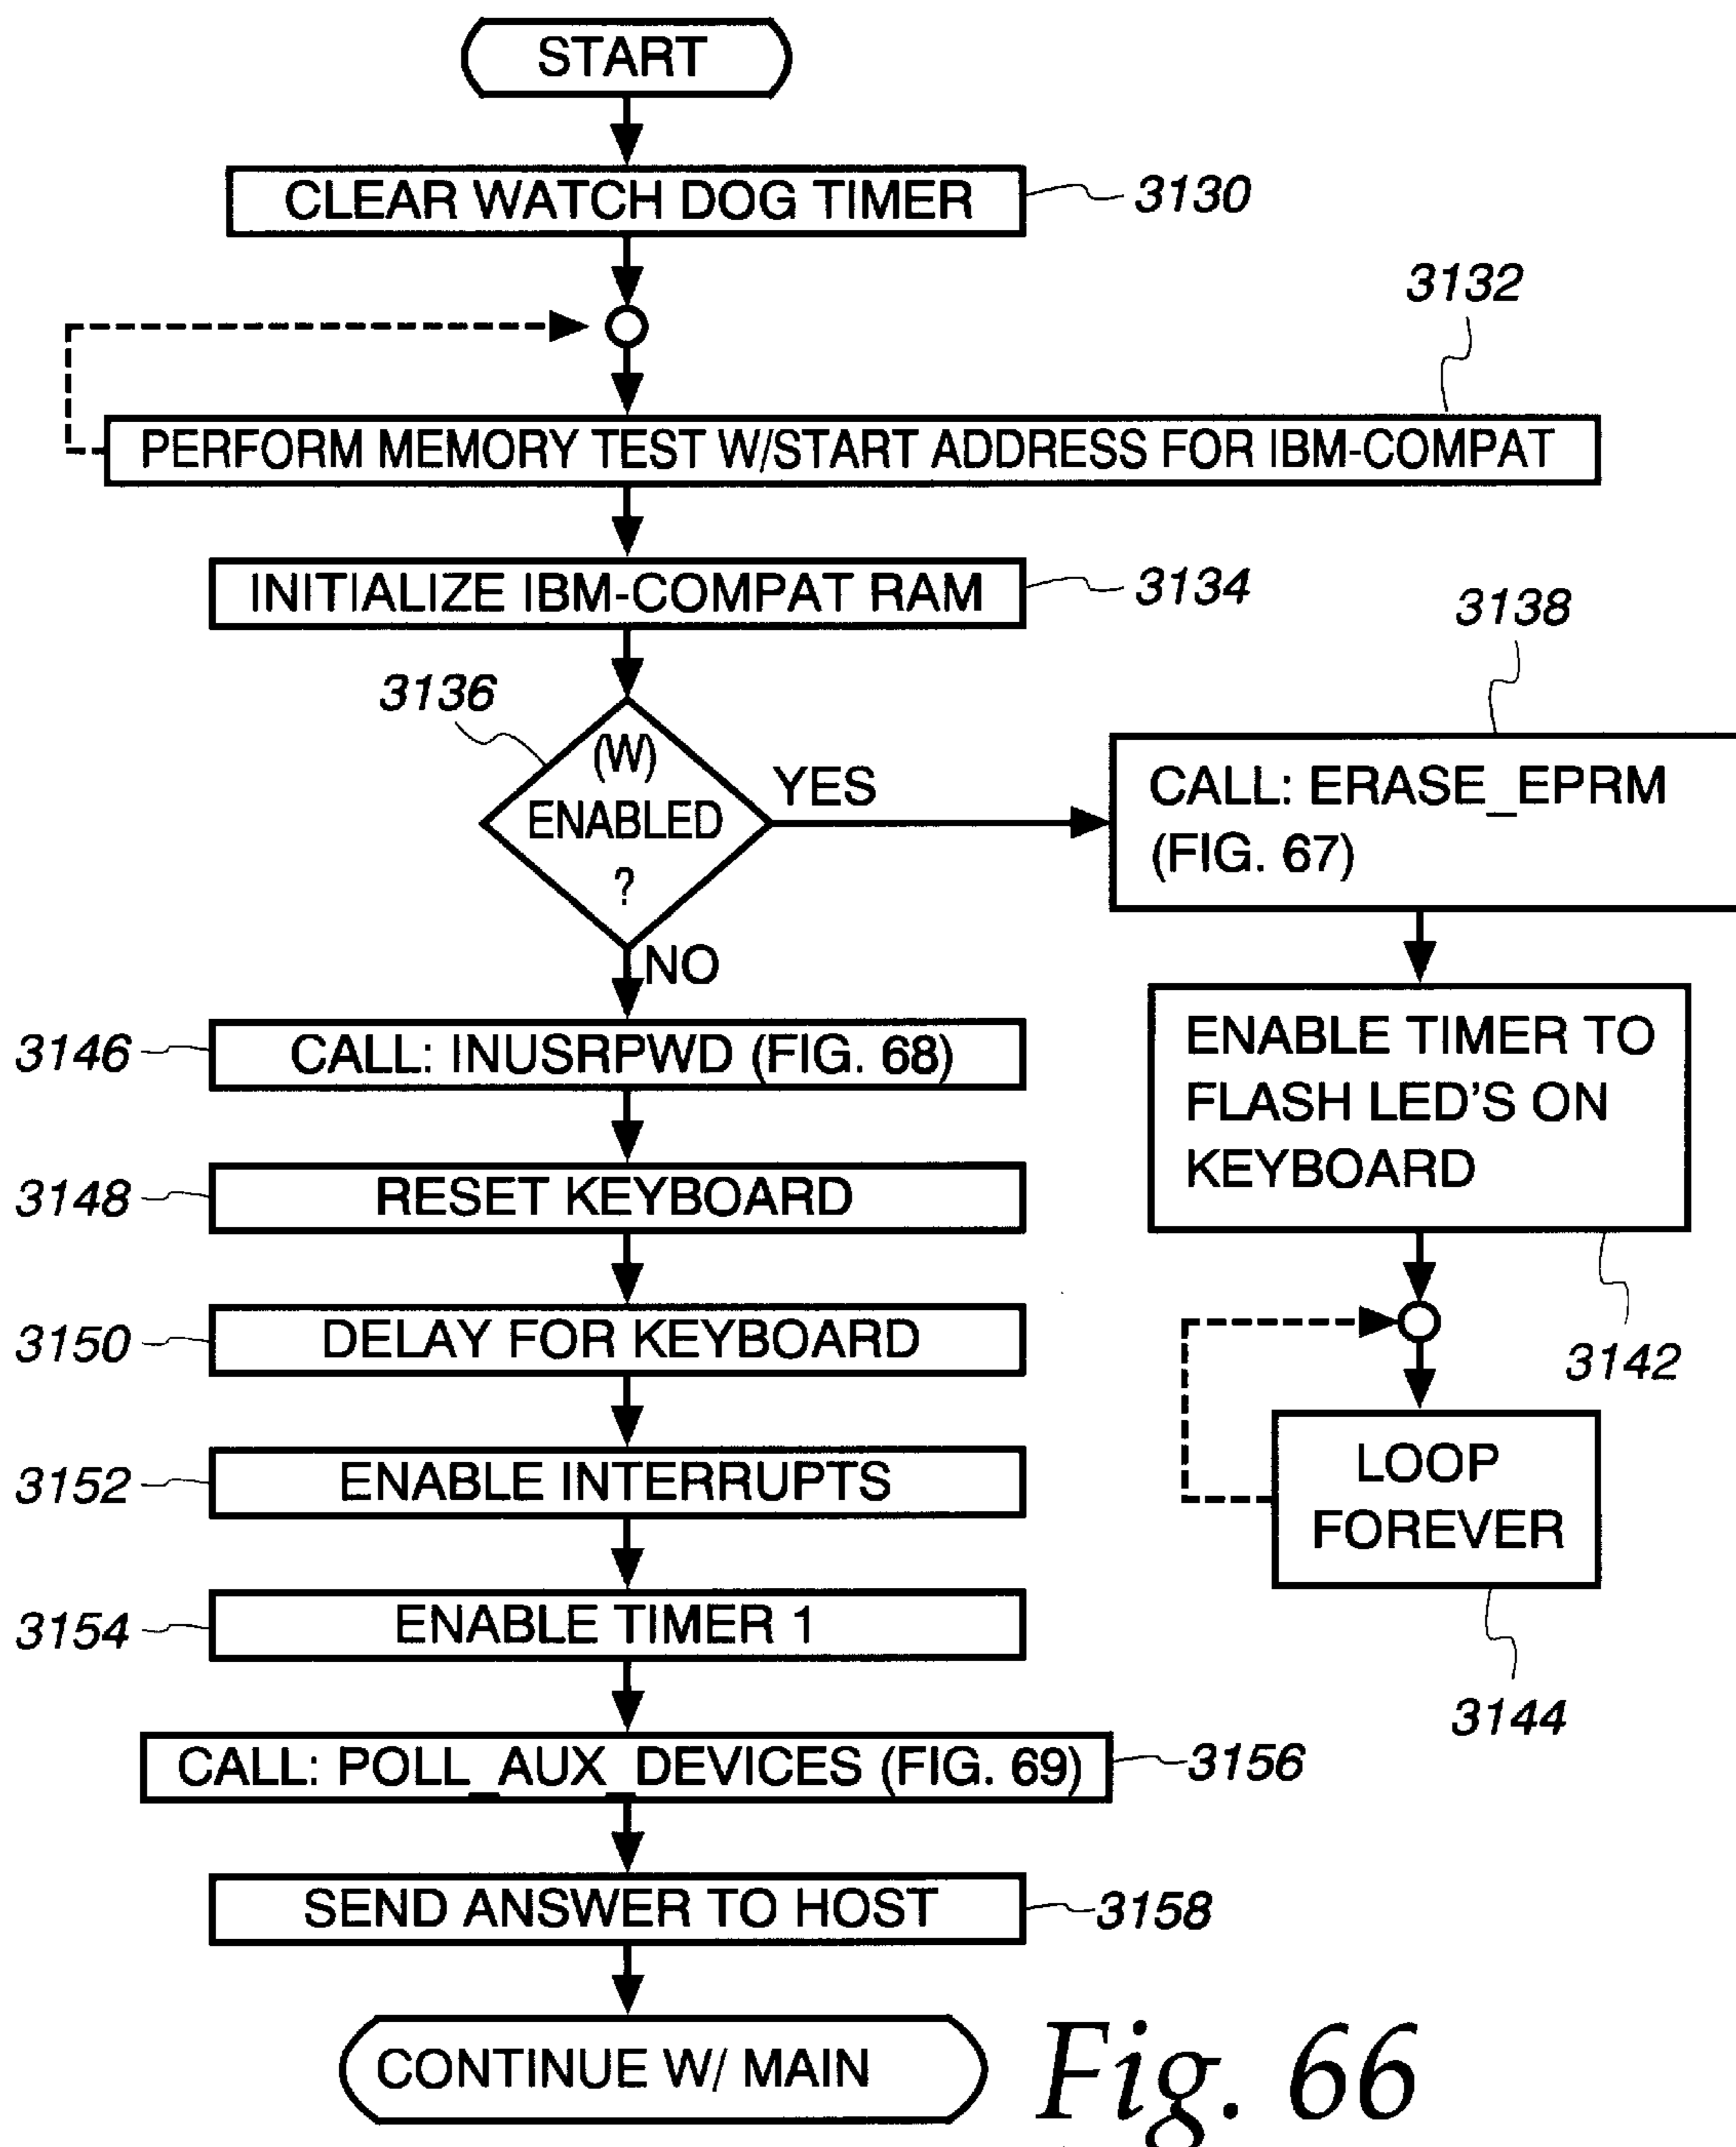 START
CLEAR WATCH DOG TIMER
3130
3132
PERFORM MEMORY TEST W/START ADDRESS FOR IBM-COMPAT
INITIALIZE IBM-COMPAT RAM
3134
3136
(W)
ENABLED
?
YES
NO
3138
CALL: ERASE_EPRM
(FIG. 67)
ENABLE TIMER TO
FLASH LED'S ON
KEYBOARD
3142
LOOP
FOREVER
3144
3146
CALL: INUSRPWD (FIG. 68)
3148
RESET KEYBOARD
3150
DELAY FOR KEYBOARD
3152
ENABLE INTERRUPTS
3154
ENABLE TIMER 1
CALL: POLL_AUX_DEVICES (FIG. 69)
3156
SEND ANSWER TO HOST
3158
CONTINUE W/ MAIN
Fig. 66